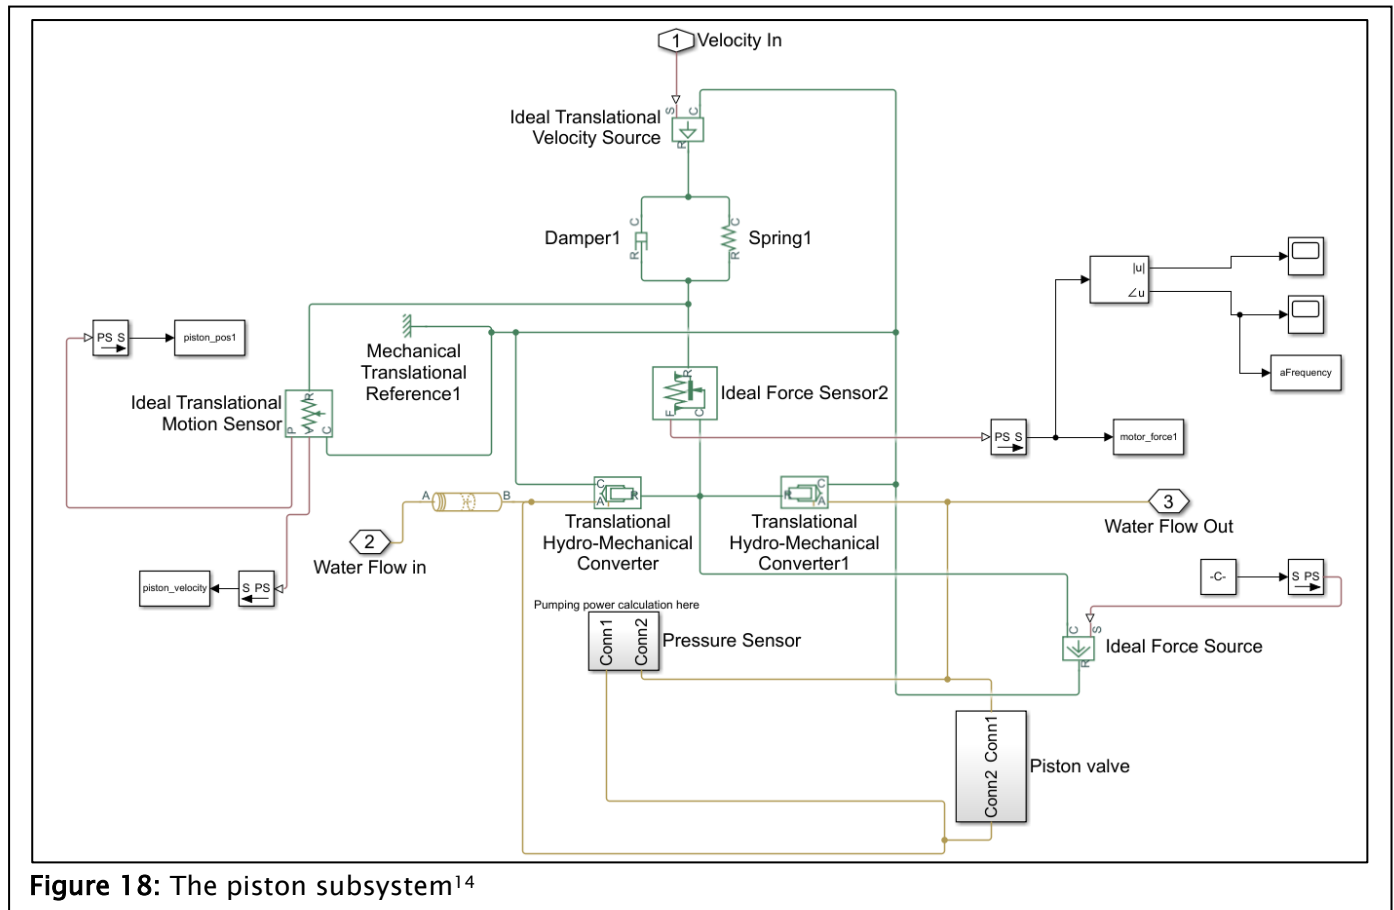 1 Velocity In
S C
Ideal Translational
Velocity Source
R
Damper1
C
R
C
R
Spring1
|u|
∠u
PS S
piston_pos1
Mechanical
Translational
Reference1
aFrequency
Ideal Translational
Motion Sensor
R
P V C
R
F C
Ideal Force Sensor2
PS S
motor_force1
A B
C
A R
R C
A
3
Water Flow Out
2
Water Flow in
Translational
Hydro-Mechanical
Converter
Translational
Hydro-Mechanical
Converter1
piston_velocity
S PS
-C-
S PS
Pumping power calculation here
Conn1 Conn2
Pressure Sensor
C S
R
Ideal Force Source
Conn2 Conn1
Piston valve
Figure 18: The piston subsystem14